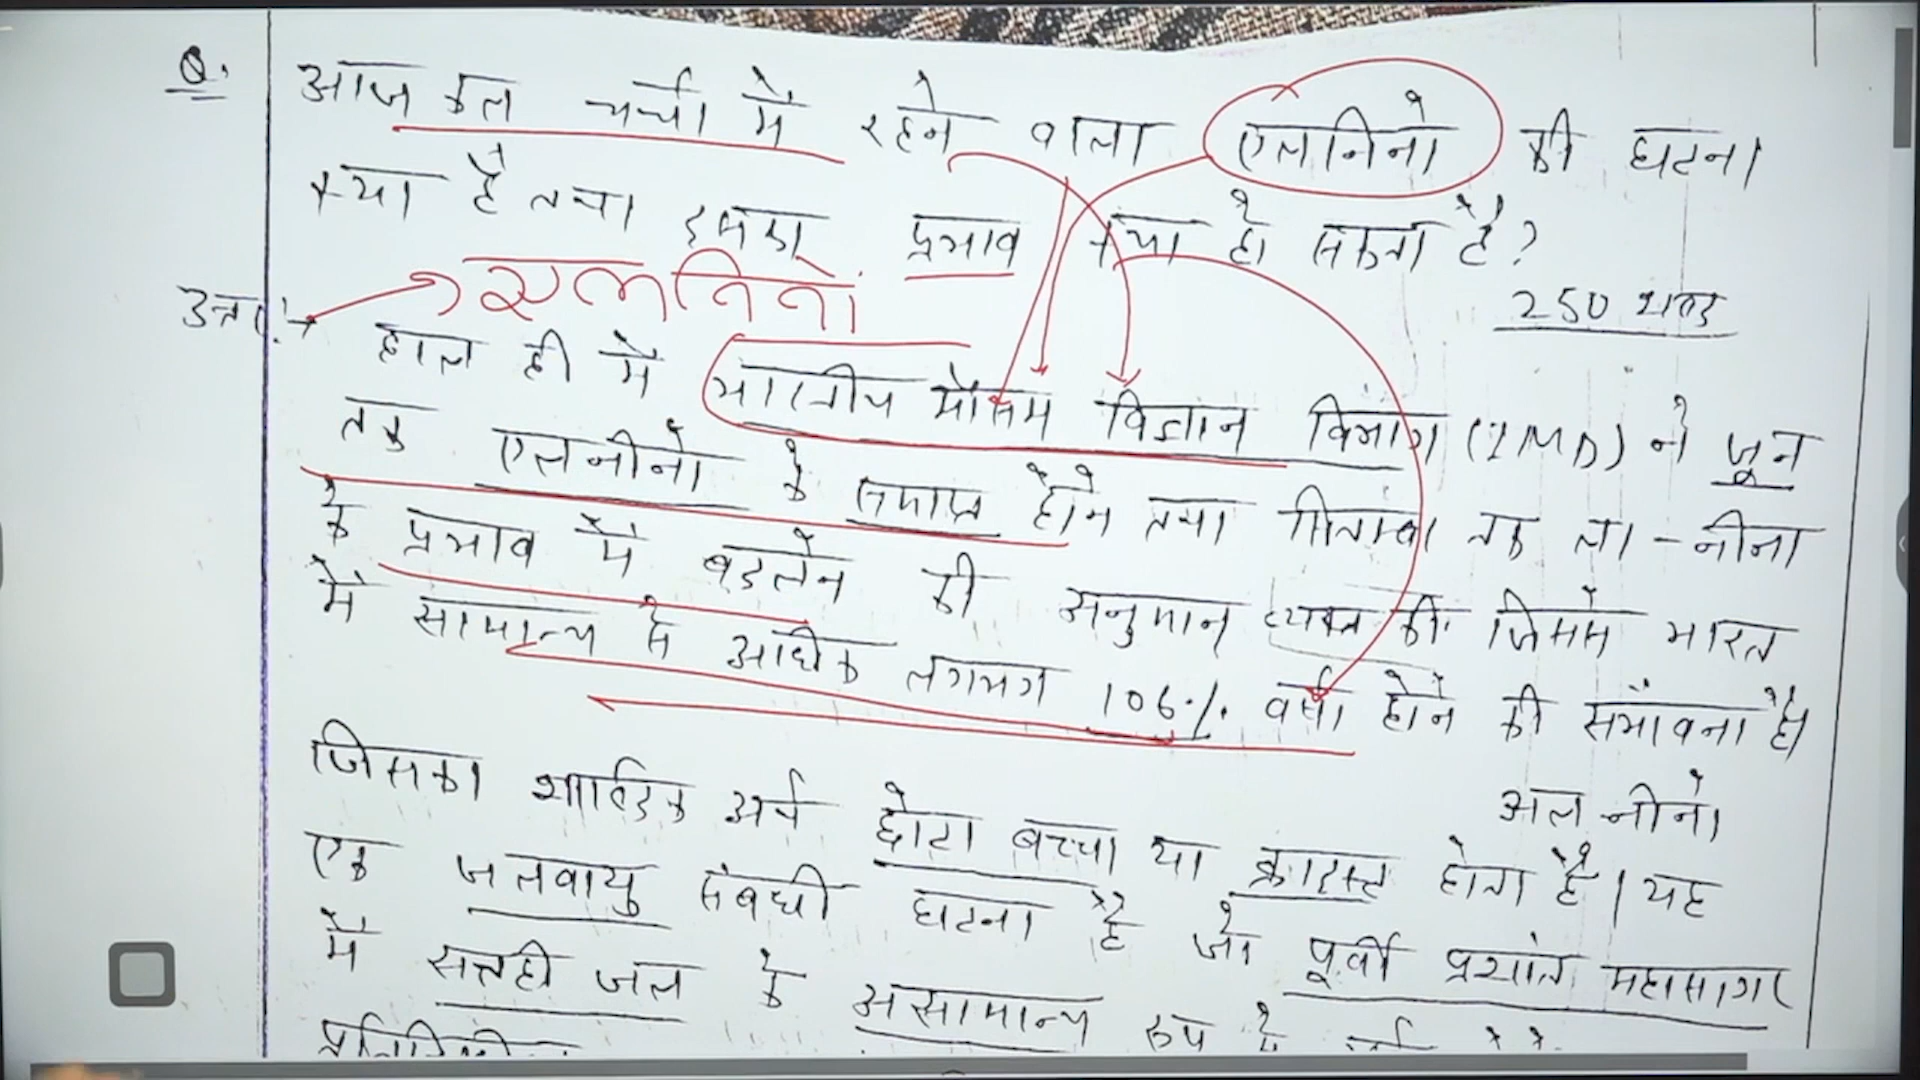 Q. आज कल चर्चा में रहने वाला एलनिनो की घटना
क्या है तथा इसका प्रभाव क्या हो सकता है?
250 शब्द
एलनिनो
उत्तर:→
हाल ही में भारतीय मौसम विज्ञान विभाग (IMD) ने जून
तक एलनीनो के समाप्त होने तथा सितम्बर तक ला-नीना
के प्रभाव में बदलने की अनुमान व्यक्त की जिसमें भारत
में सामान्य से अधिक लगभग 106% वर्षा होने की संभावना है।
अल-नीनो
जिसका शाब्दिक अर्थ छोटा बच्चा या क्राइस्ट होता है। यह
एक जलवायु संबंधी घटना है जो पूर्वी प्रशांत महासागर
में सतही जल के असामान्य रूप से